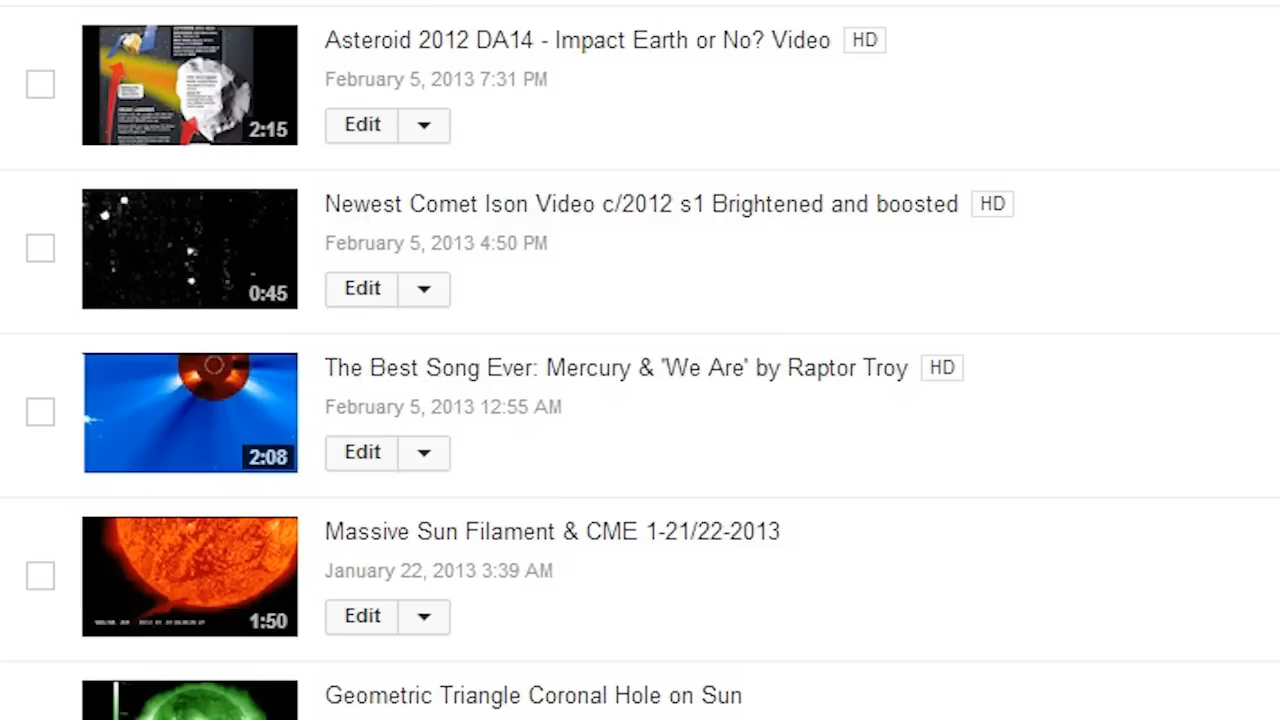 Asteroid 2012 DA14 - Impact Earth or No? Video HD
February 5, 2013 7:31 PM
Edit
2:15
Newest Comet Ison Video c/2012 s1 Brightened and boosted HD
February 5, 2013 4:50 PM
Edit
0:45
The Best Song Ever: Mercury & 'We Are' by Raptor Troy HD
February 5, 2013 12:55 AM
Edit
2:08
Massive Sun Filament & CME 1-21/22-2013
January 22, 2013 3:39 AM
Edit
1:50
Geometric Triangle Coronal Hole on Sun